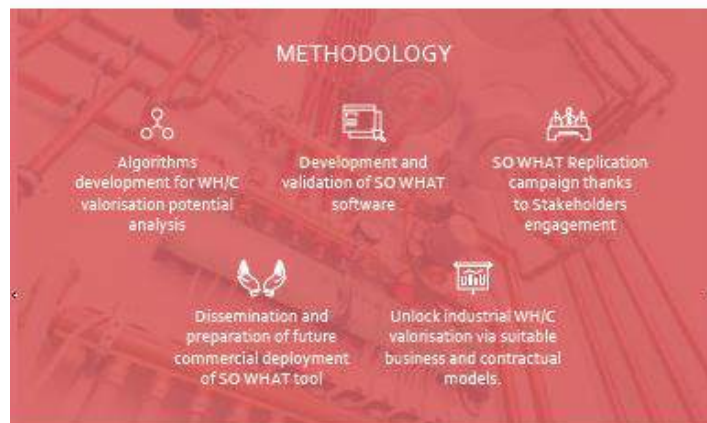 METHODOLOGY
Algorithms
development for WH/C
valorisation potential
analysis
Development and
validation of SO WHAT
software
SO WHAT Replication
campaign thanks
to Stakeholders
engagement
Dissemination and
preparation of future
commercial deployment
of SO WHAT tool
Unlock industrial WH/C
valorisation via suitable
business and contractual
models.